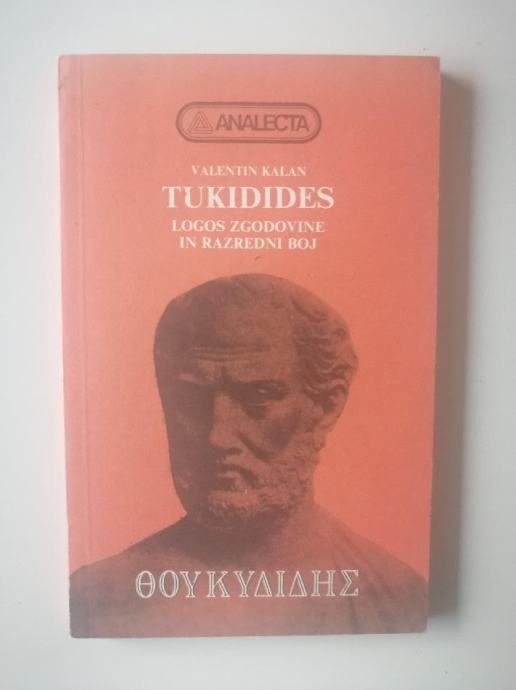 ANALECTA
VALENTIN KALAN
TUKIDIDES
LOGOS ZGODOVINE
IN RAZREDNI BOJ
ΘΟΥΚΥΔΙΔΗΣ